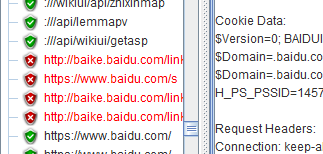 :///wiki/api/zhixinmap
:///api/lemmapv
:///api/wikiui/getasp
http://baike.baidu.com/link
https://www.baidu.com/s
http://baike.baidu.com/link
http://baike.baidu.com/link
https://www.baidu.com/
https://www.baidu.com/
Cookie Data:
$Version=0; BAIDUI
$Domain=.baidu.co
$Domain=.baidu.co
H_PS_PSSID=1457
Request Headers:
Connection: keep-a